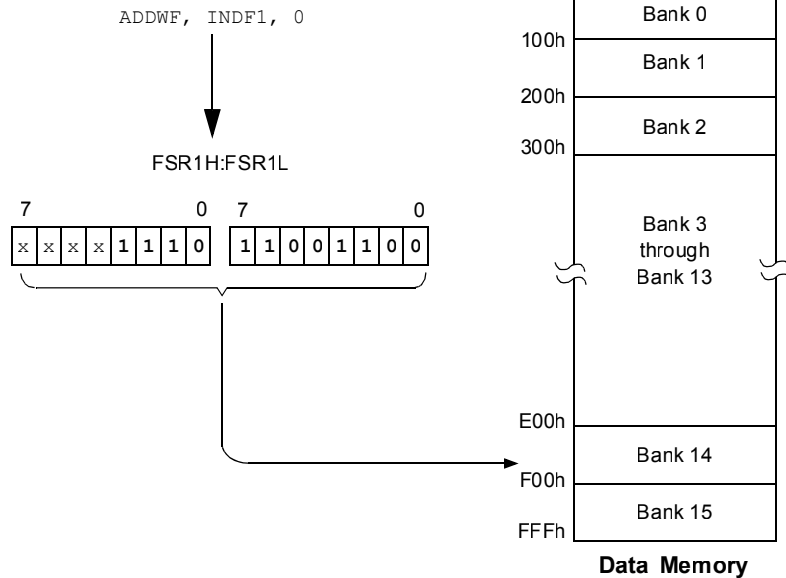 ADDWF, INDF1, 0
FSR1H:FSR1L
7 0 7 0
x x x x 1 1 1 0 1 1 0 0 1 1 0 0
Bank 0
100h
Bank 1
200h
Bank 2
300h
Bank 3
through
Bank 13
E00h
Bank 14
F00h
Bank 15
FFFh
Data Memory